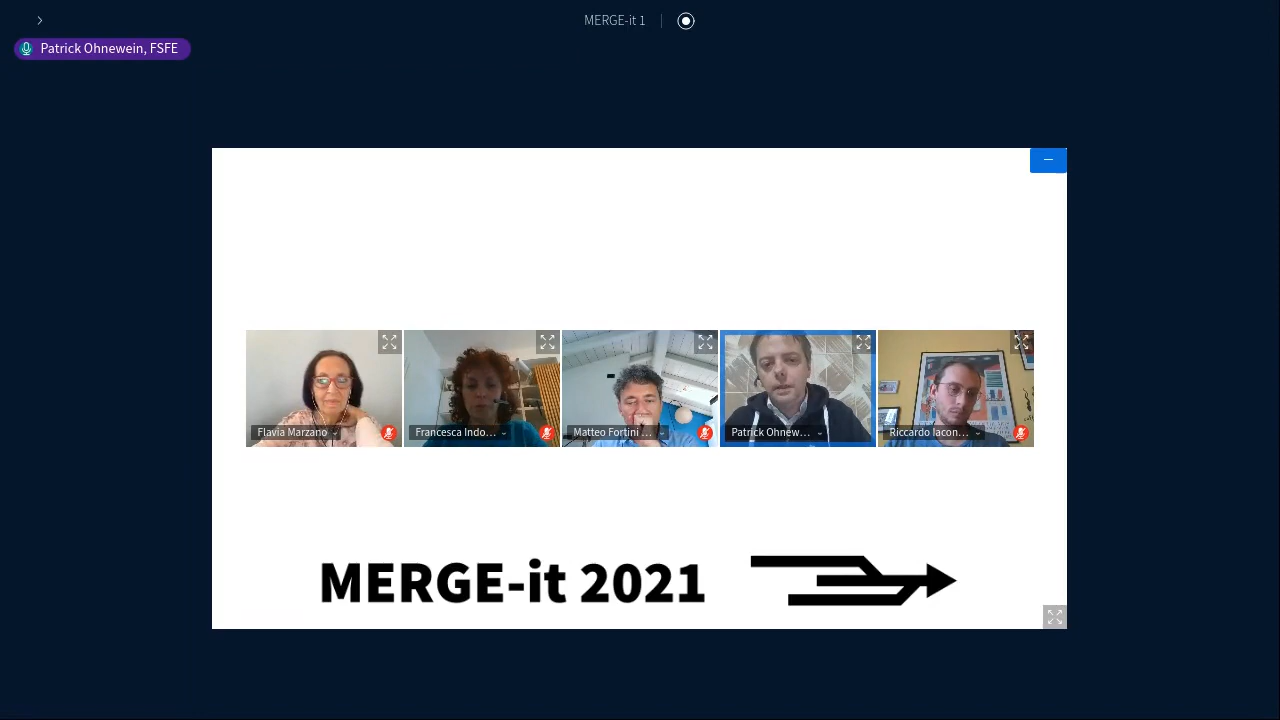 MERGE-it 1
Patrick Ohnewein, FSFE
Flavia Marzano
Francesca Indo...
Matteo Fortini ...
Patrick Ohnew...
Riccardo Iacon...
MERGE-it 2021